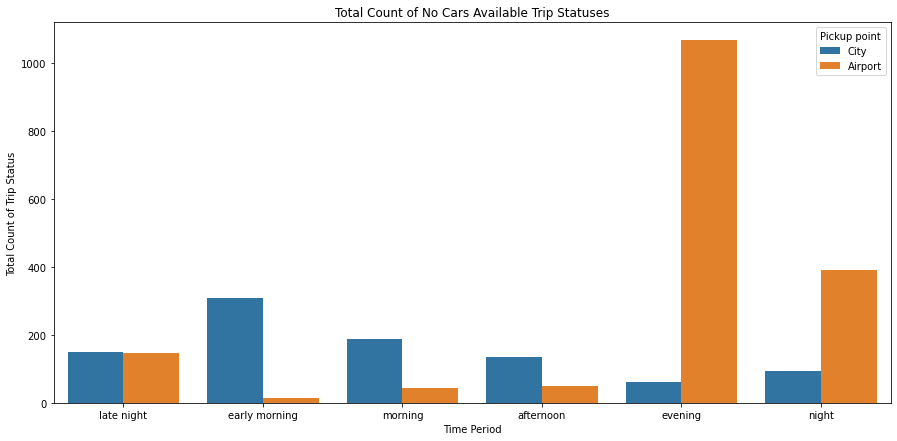 Total Count of No Cars Available Trip Statuses
Total Count of Trip Status
1000
800
600
400
200
0
Pickup point
City
Airport
late night
early morning
morning
afternoon
evening
night
Time Period